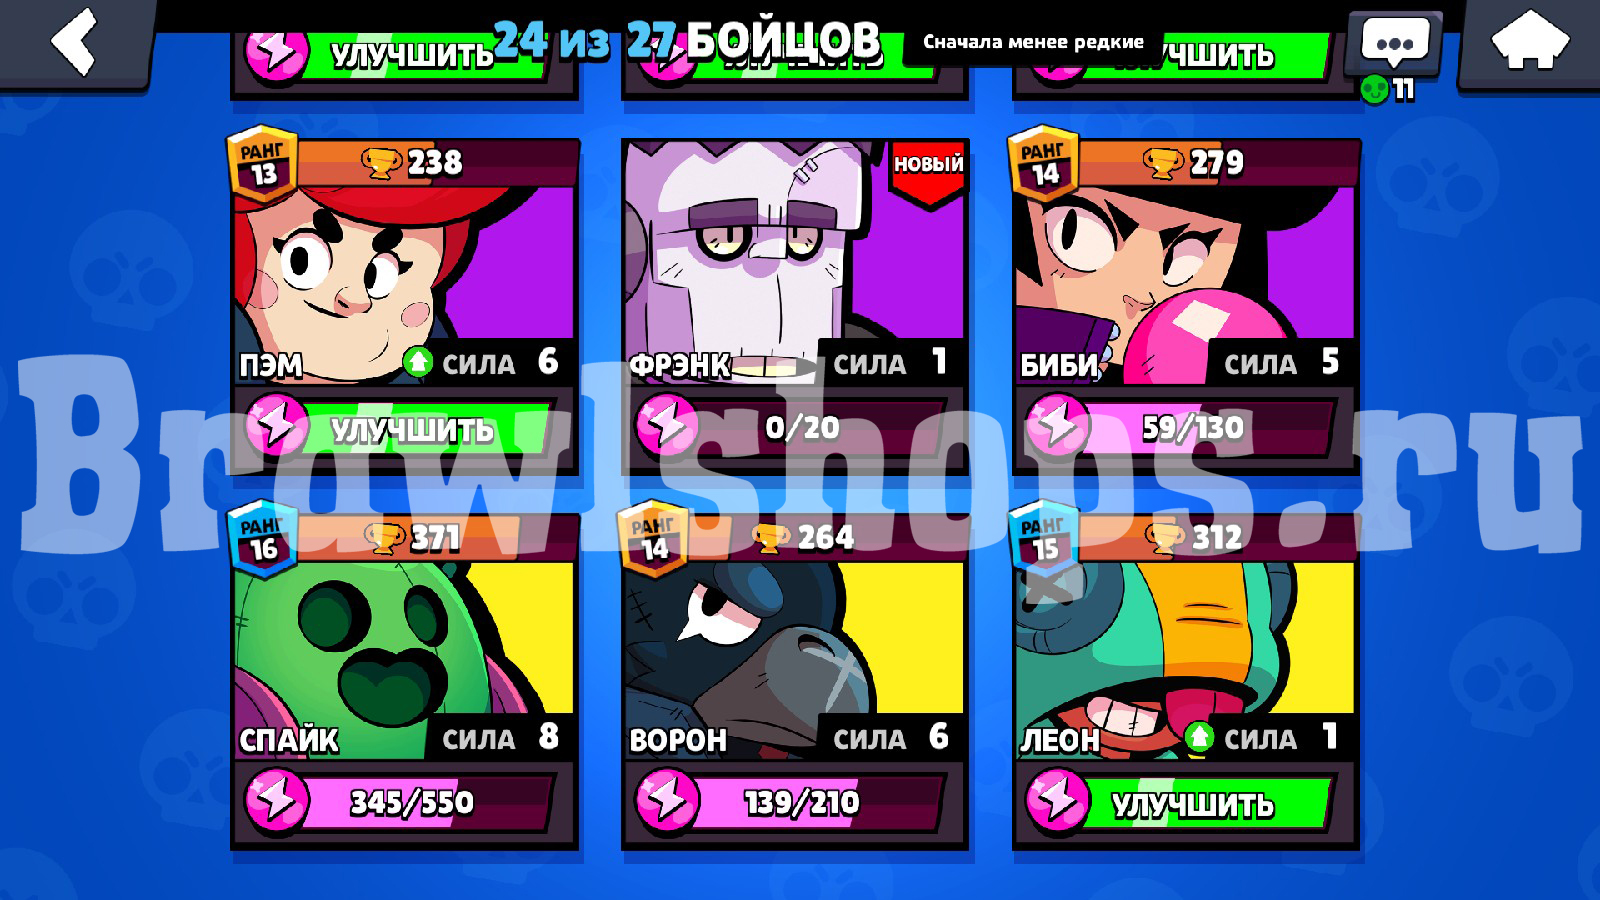 УЛУЧШИТЬ
24 из 27 БОЙЦОВ
Сначала менее редкие
УЛУЧШИТЬ
11
РАНГ 13
238
ПЭМ
СИЛА 6
УЛУЧШИТЬ
НОВЫЙ
ФРЭНК
СИЛА 1
0/20
РАНГ 14
279
БИБИ
СИЛА 5
59/130
Brawlshops.ru
РАНГ 16
371
СПАЙК
СИЛА 8
345/550
РАНГ 14
264
ВОРОН
СИЛА 6
139/210
РАНГ 15
312
ЛЕОН
СИЛА 1
УЛУЧШИТЬ